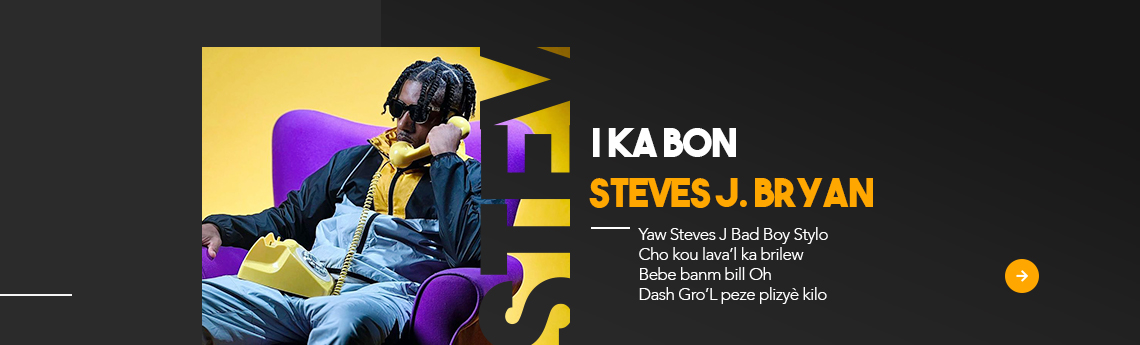 STEV
I KA BON
STEVES J. BRYAN
Yaw Steves J Bad Boy Stylo
Cho kou lava'l ka brilew
Bebe banm bill Oh
Dash Gro'L peze plizyè kilo